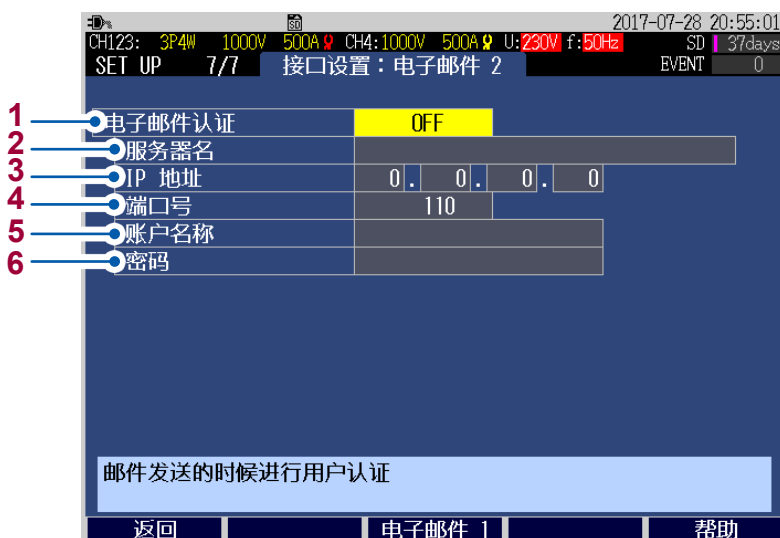 SD 2017-07-28 20:55:01
CH123: 3P4W 1000V 500A CH4:1000V 500A U:230V f:50Hz SD 37days
SET UP 7/7 接口设置：电子邮件 2 EVENT 0
1 电子邮件认证 OFF
2 服务器名
3 IP 地址 0. 0. 0. 0
4 端口号 110
5 账户名称
6 密码
邮件发送的时候进行用户认证
返回 电子邮件 1 帮助